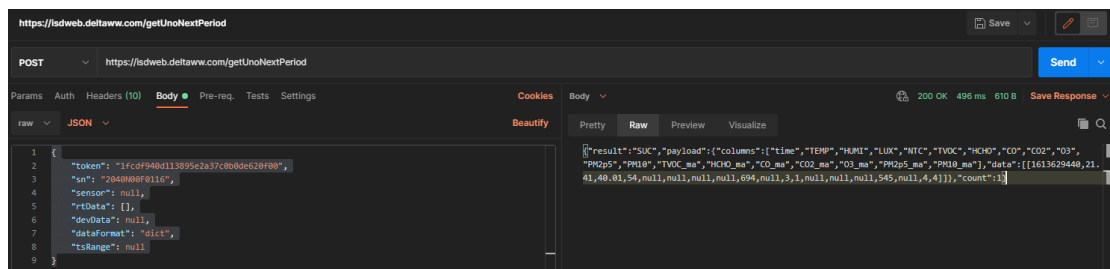 https://isdweb.deltaww.com/getUnoNextPeriod
Save
POST
https://isdweb.deltaww.com/getUnoNextPeriod
Send
Params Auth Headers (10) Body Pre-req. Tests Settings
Cookies
Body
200 OK 496 ms 610 B Save Response
raw JSON
Beautify
Pretty Raw Preview Visualize
1 {
2 "token": "1fcdf940d113895e2a37c0b0de620f00",
3 "sn": "2040N00F0116",
4 "sensor": null,
5 "rtData": [],
6 "devData": null,
7 "dataFormat": "dict",
8 "tsRange": null
9 }
{"result":"SUC","payload":{"columns":["time","TEMP","HUMI","LUX","NTC","TVOC","HCHO","CO","CO2","O3",
"PM2p5","PM10","TVOC_ma","HCHO_ma","CO_ma","CO2_ma","O3_ma","PM2p5_ma","PM10_ma"],"data":[[1613629440,21.
41,40.01,54,null,null,null,null,694,null,3,1,null,null,null,545,null,4,4]]},"count":1}